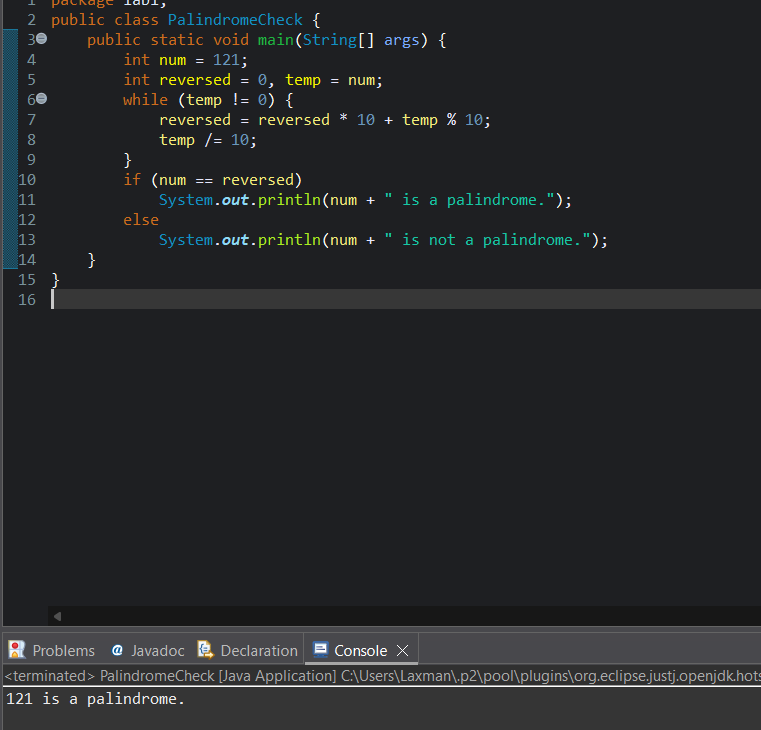 1 package lab1;
2 public class PalindromeCheck {
3 public static void main(String[] args) {
4 int num = 121;
5 int reversed = 0, temp = num;
6 while (temp != 0) {
7 reversed = reversed * 10 + temp % 10;
8 temp /= 10;
9 }
10 if (num == reversed)
11 System.out.println(num + " is a palindrome.");
12 else
13 System.out.println(num + " is not a palindrome.");
14 }
15 }
16
Problems @ Javadoc Declaration Console
<terminated> PalindromeCheck [Java Application] C:\Users\Laxman\.p2\pool\plugins\org.eclipse.justj.openjdk.hots
121 is a palindrome.